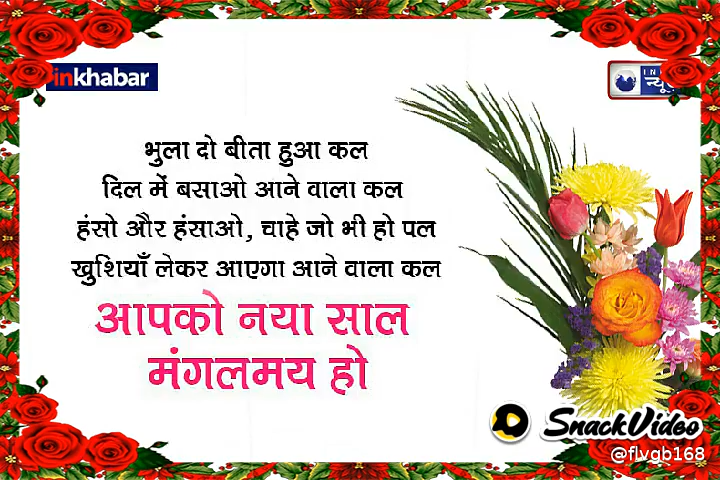 inkhabar
भुला दो बीता हुआ कल
दिल में बसाओ आने वाला कल
हंसो और हंसाओ, चाहे जो भी हो पल
खुशियाँ लेकर आएगा आने वाला कल
आपको नया साल
मंगलमय हो
SnackVideo
@flvgb168